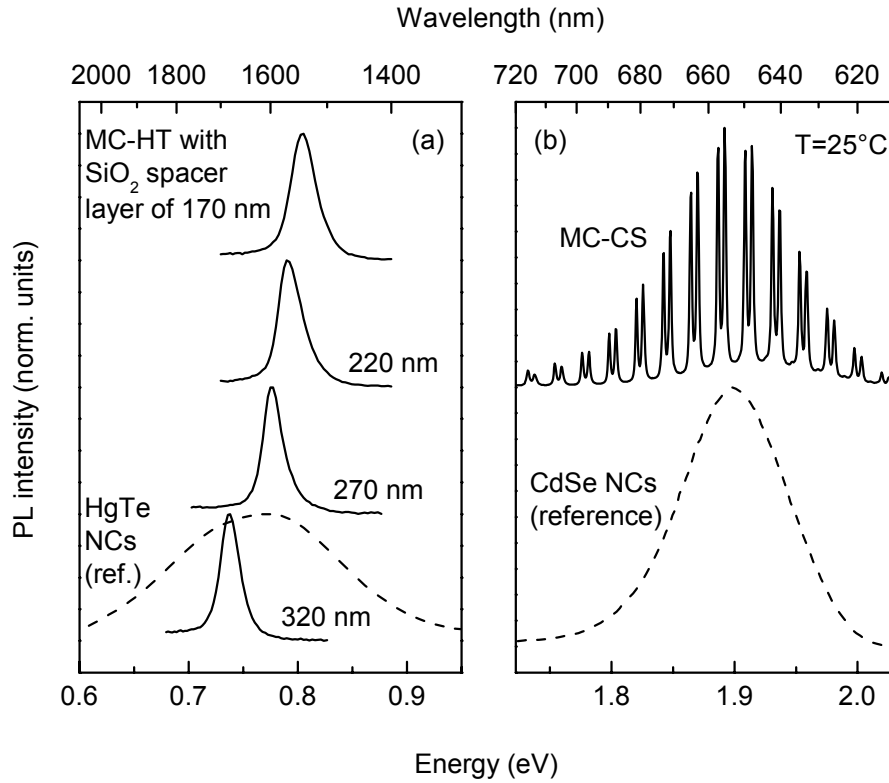 Wavelength (nm)
2000 1800 1600 1400
720 700 680 660 640 620
MC-HT with
SiO₂ spacer
layer of 170 nm
(a)
220 nm
270 nm
HgTe
NCs
(ref.)
320 nm
(b)
T=25°C
MC-CS
CdSe NCs
(reference)
PL intensity (norm. units)
0.6 0.7 0.8 0.9
1.8 1.9 2.0
Energy (eV)